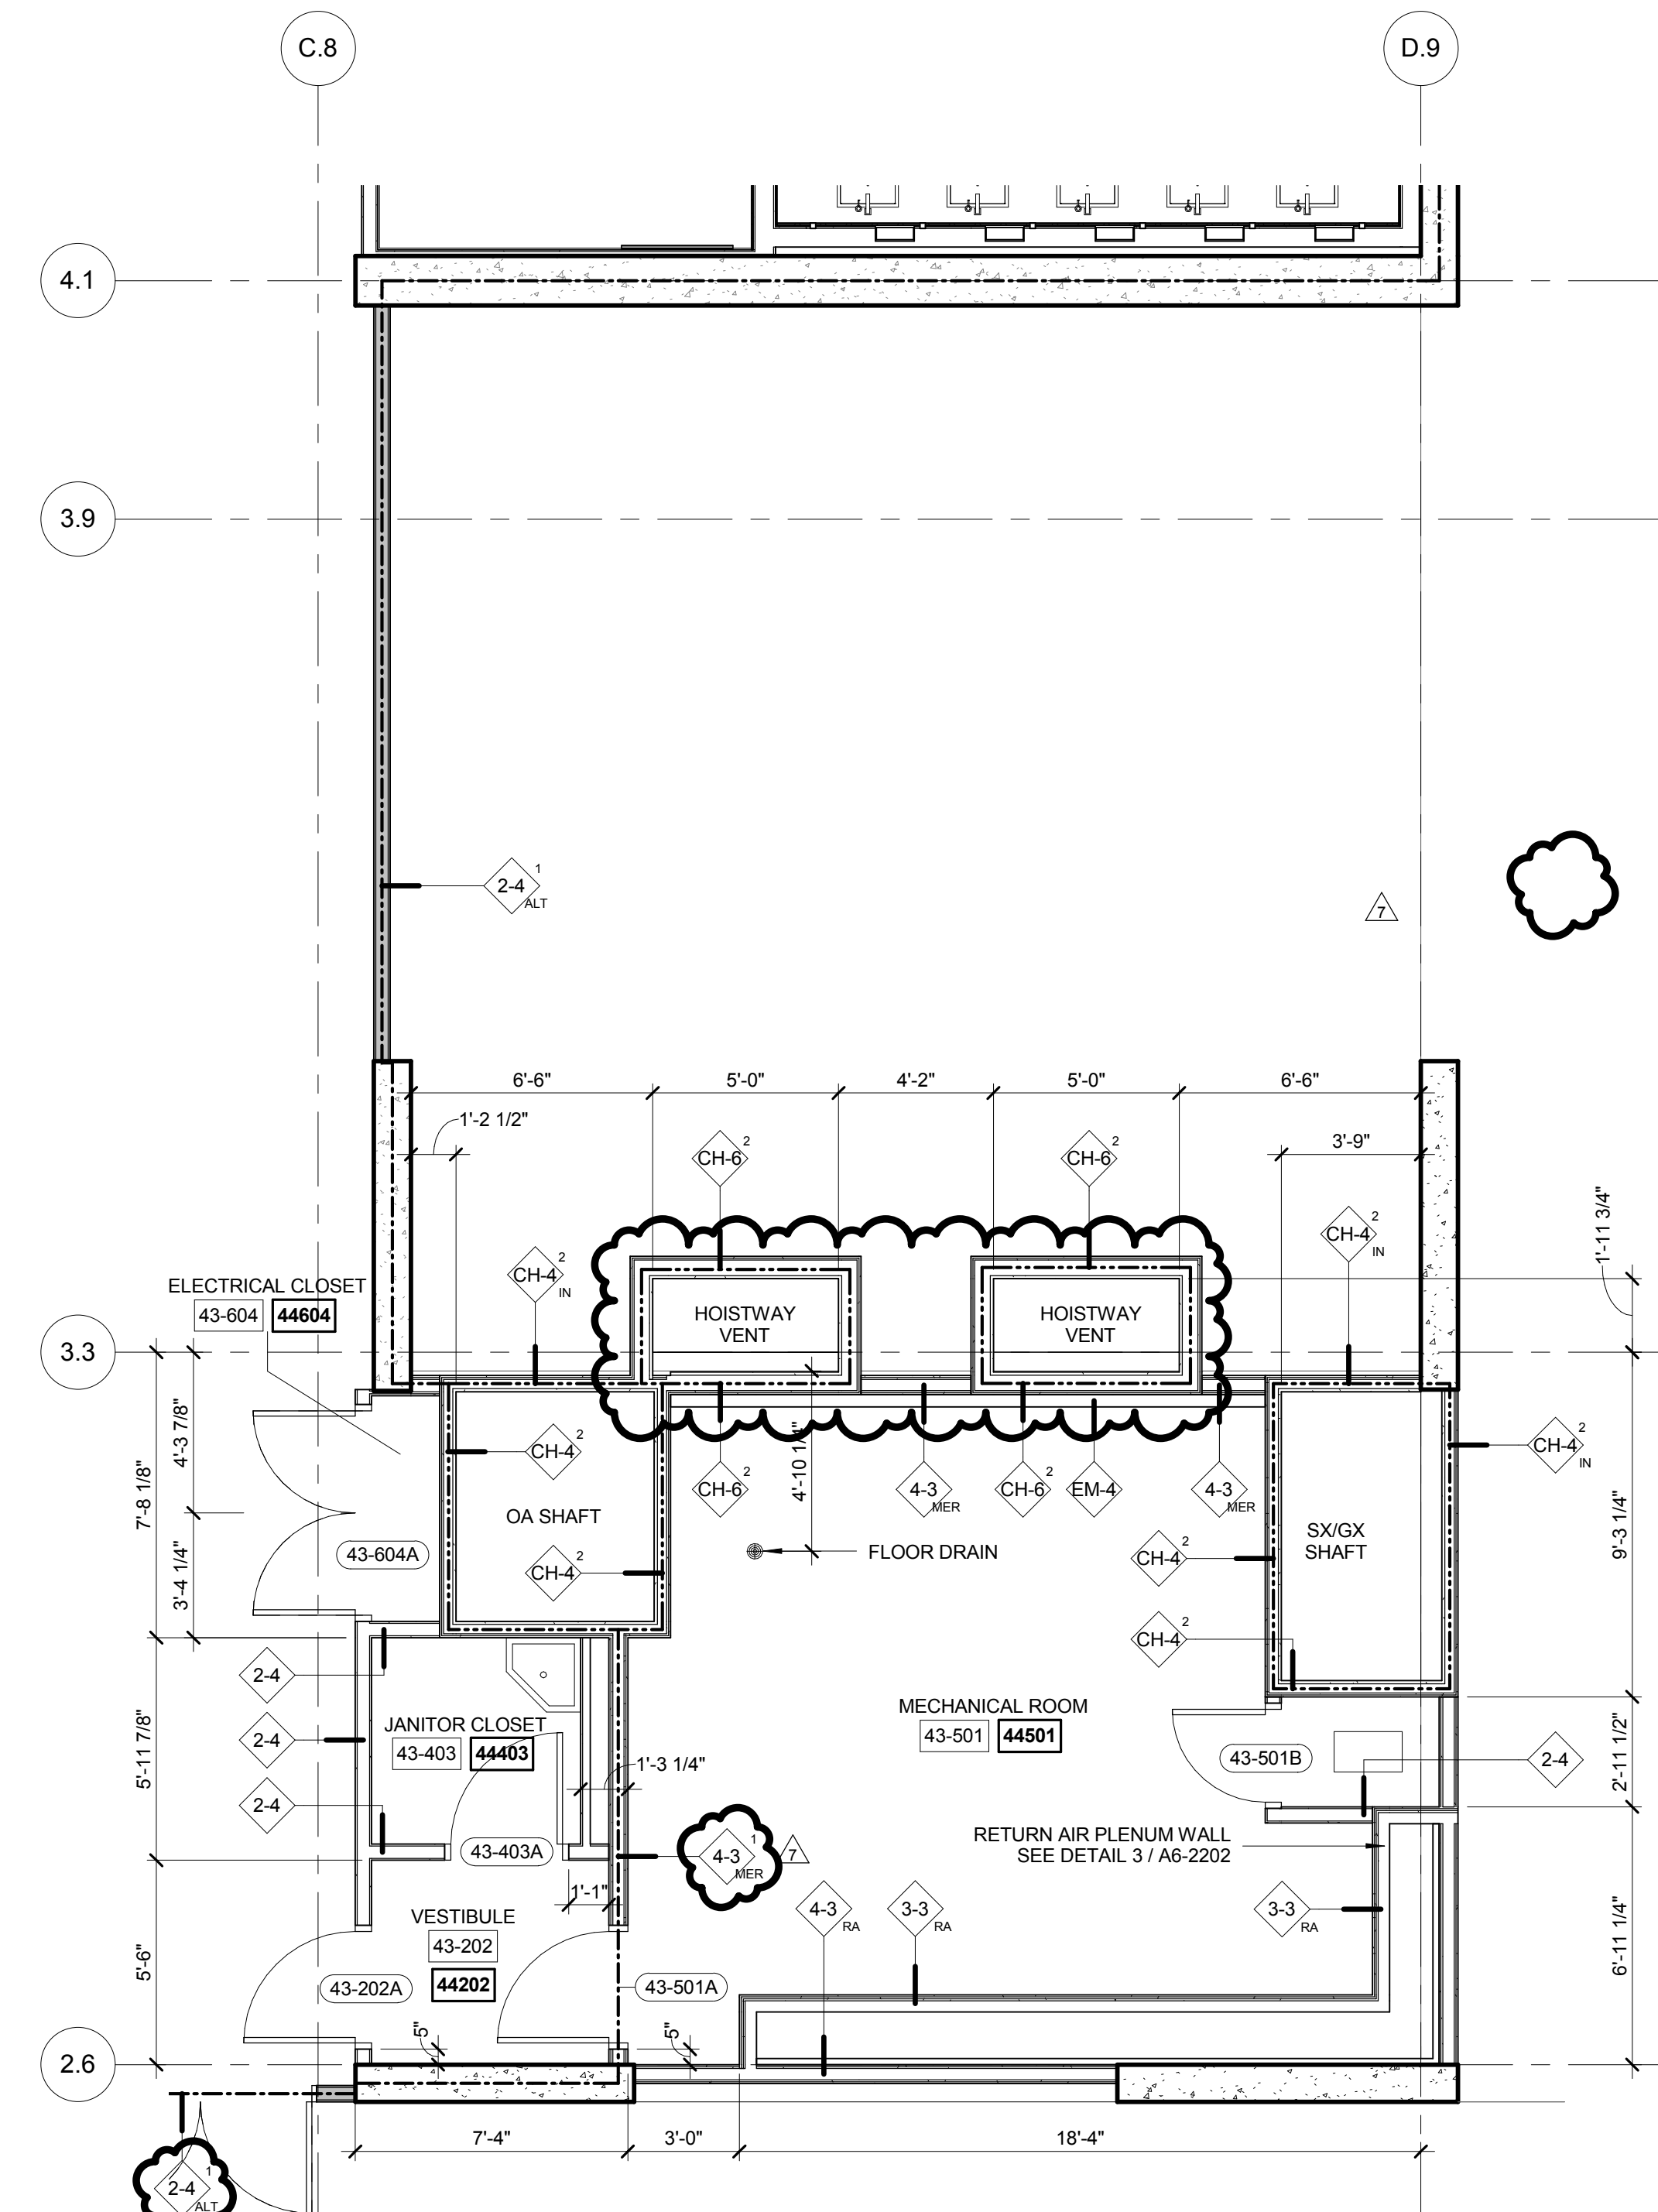 C.8
D.9
4.1
3.9
2-4
1
ALT
7
6'-6"
5'-0"
4'-2"
5'-0"
6'-6"
1'-2 1/2"
3'-9"
CH-6
2
CH-6
2
CH-4
2
IN
CH-4
2
IN
1'-11 3/4"
ELECTRICAL CLOSET
43-604
44604
HOISTWAY
VENT
HOISTWAY
VENT
3.3
4'-3 7/8"
7'-8 1/8"
3'-4 1/4"
CH-4
2
CH-6
2
4'-10 1/4"
4-3
MER
CH-6
2
EM-4
4-3
MER
CH-4
2
IN
OA SHAFT
SX/GX
SHAFT
9'-3 1/4"
43-604A
CH-4
2
FLOOR DRAIN
CH-4
2
CH-4
2
2-4
MECHANICAL ROOM
43-501
44501
JANITOR CLOSET
43-403
44403
2-4
5'-11 7/8"
1'-3 1/4"
43-501B
2-4
2'-11 1/2"
2-4
43-403A
4-3
1
MER
7
RETURN AIR PLENUM WALL
SEE DETAIL 3 / A6-2202
1'-1"
4-3
RA
3-3
RA
3-3
RA
VESTIBULE
43-202
44202
43-202A
43-501A
5'-6"
6'-11 1/4"
5"
5"
2.6
7'-4"
3'-0"
18'-4"
2-4
1
ALT